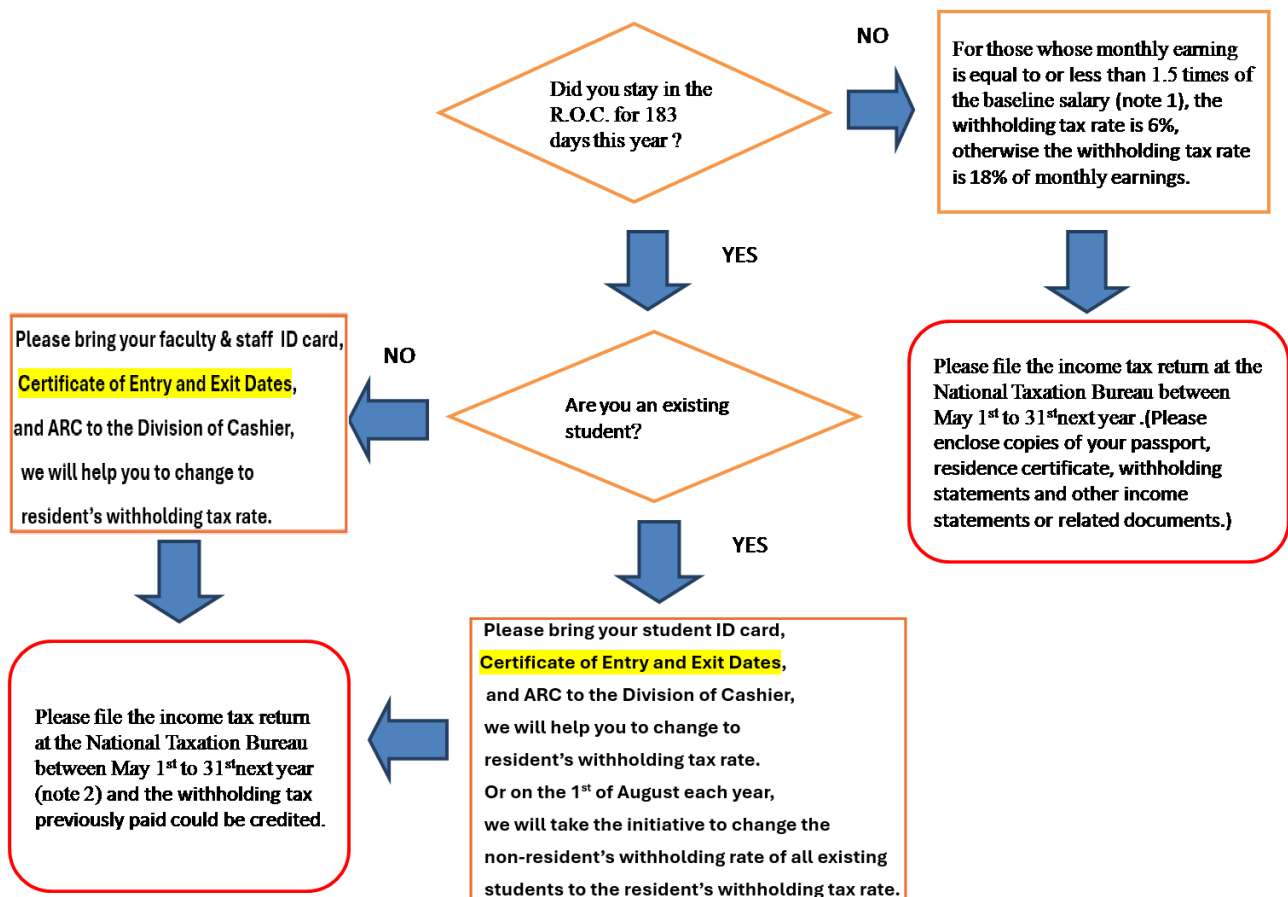 Did you stay in the
R.O.C. for 183
days this year ?
NO
For those whose monthly earning
is equal to or less than 1.5 times of
the baseline salary (note 1), the
withholding tax rate is 6%,
otherwise the withholding tax rate
is 18% of monthly earnings.
YES
Please file the income tax return at the
National Taxation Bureau between
May 1st to 31st next year .(Please
enclose copies of your passport,
residence certificate, withholding
statements and other income
statements or related documents.)
Are you an existing
student?
NO
Please bring your faculty & staff ID card,
Certificate of Entry and Exit Dates,
and ARC to the Division of Cashier,
we will help you to change to
resident’s withholding tax rate.
YES
Please bring your student ID card,
Certificate of Entry and Exit Dates,
and ARC to the Division of Cashier,
we will help you to change to
resident’s withholding tax rate.
Or on the 1st of August each year,
we will take the initiative to change the
non-resident’s withholding rate of all existing
students to the resident’s withholding tax rate.
Please file the income tax return
at the National Taxation Bureau
between May 1st to 31st next year
(note 2) and the withholding tax
previously paid could be credited.